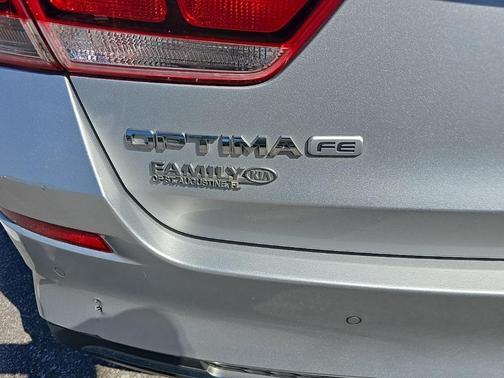 OPTIMA FE
FAMILY KIA
OF ST. AUGUSTINE FL